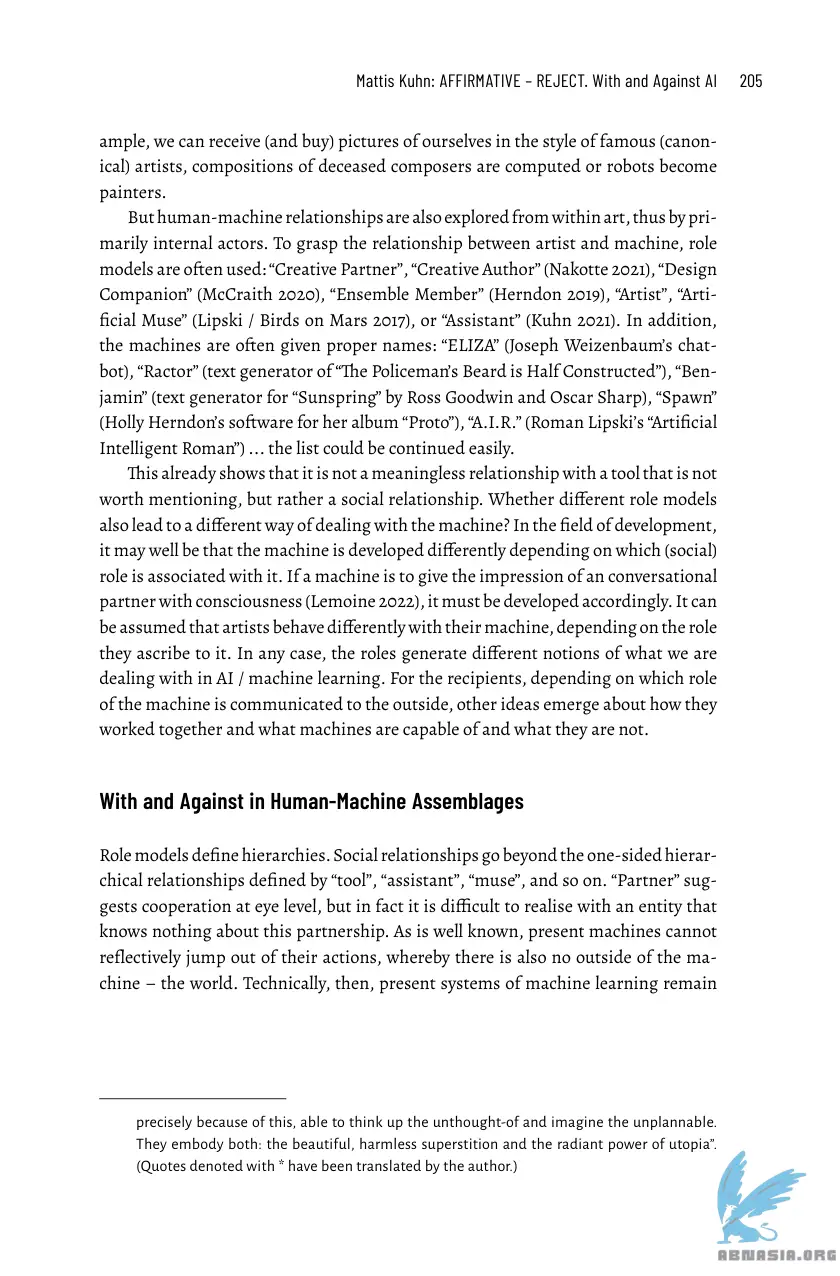 Mattis Kuhn: AFFIRMATIVE – REJECT. With and Against AI 205
ample, we can receive (and buy) pictures of ourselves in the style of famous (canon-
ical) artists, compositions of deceased composers are computed or robots become
painters.
But human-machine relationships are also explored from within art, thus by pri-
marily internal actors. To grasp the relationship between artist and machine, role
models are often used: “Creative Partner”, “Creative Author” (Nakotte 2021), “Design
Companion” (McCraith 2020), “Ensemble Member” (Herndon 2019), “Artist”, “Arti-
ficial Muse” (Lipski / Birds on Mars 2017), or “Assistant” (Kuhn 2021). In addition,
the machines are often given proper names: “ELIZA” (Joseph Weizenbaum’s chat-
bot), “Ractor” (text generator of “The Policeman’s Beard is Half Constructed”), “Ben-
jamin” (text generator for “Sunspring” by Ross Goodwin and Oscar Sharp), “Spawn”
(Holly Herndon’s software for her album “Proto”), “A.I.R.” (Roman Lipski’s “Artificial
Intelligent Roman”) … the list could be continued easily.
This already shows that it is not a meaningless relationship with a tool that is not
worth mentioning, but rather a social relationship. Whether different role models
also lead to a different way of dealing with the machine? In the field of development,
it may well be that the machine is developed differently depending on which (social)
role is associated with it. If a machine is to give the impression of an conversational
partner with consciousness (Lemoine 2022), it must be developed accordingly. It can
be assumed that artists behave differently with their machine, depending on the role
they ascribe to it. In any case, the roles generate different notions of what we are
dealing with in AI / machine learning. For the recipients, depending on which role
of the machine is communicated to the outside, other ideas emerge about how they
worked together and what machines are capable of and what they are not.
With and Against in Human-Machine Assemblages
Role models define hierarchies. Social relationships go beyond the one-sided hierar-
chical relationships defined by “tool”, “assistant”, “muse”, and so on. “Partner” sug-
gests cooperation at eye level, but in fact it is difficult to realise with an entity that
knows nothing about this partnership. As is well known, present machines cannot
reflectively jump out of their actions, whereby there is also no outside of the ma-
chine – the world. Technically, then, present systems of machine learning remain
precisely because of this, able to think up the unthought-of and imagine the unplannable.
They embody both: the beautiful, harmless superstition and the radiant power of utopia”.
(Quotes denoted with * have been translated by the author.)
ABNASIA.ORG